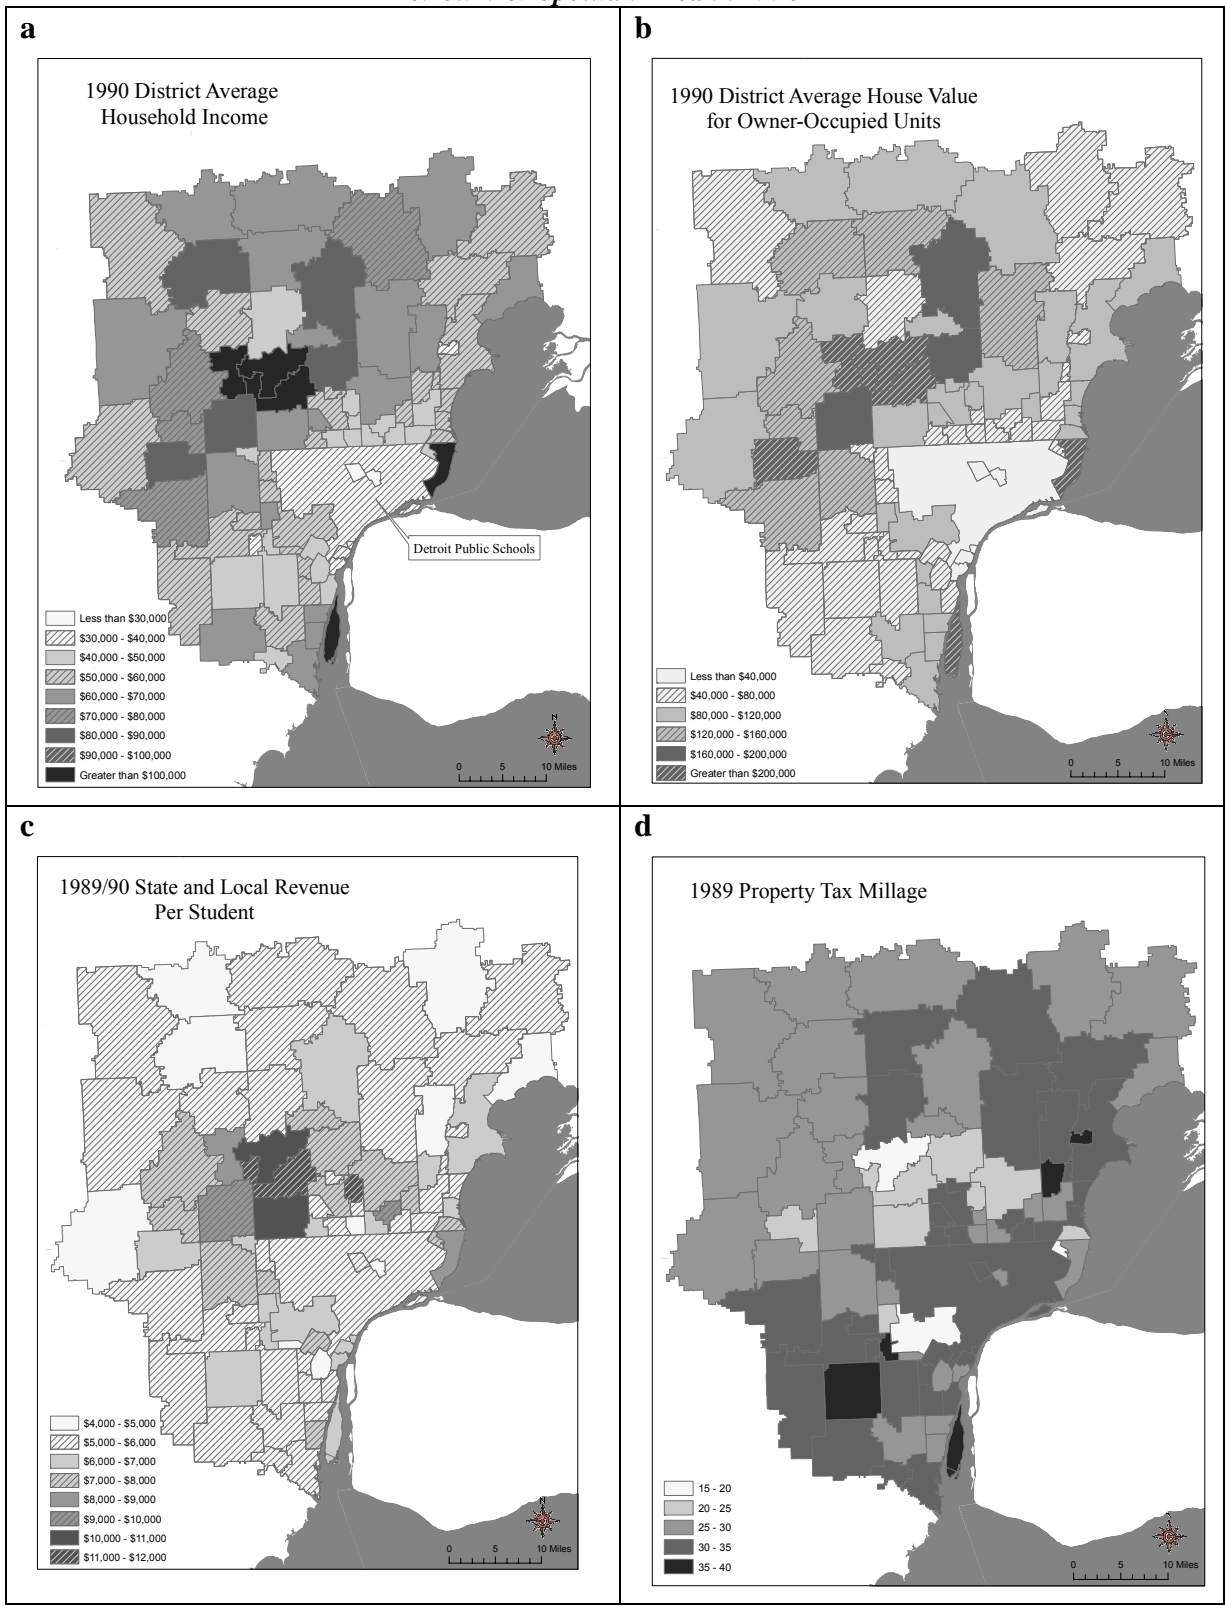 a
1990 District Average
Household Income
Detroit Public Schools
Less than $30,000
$30,000 - $40,000
$40,000 - $50,000
$50,000 - $60,000
$60,000 - $70,000
$70,000 - $80,000
$80,000 - $90,000
$90,000 - $100,000
Greater than $100,000
N
0 5 10 Miles
b
1990 District Average House Value
for Owner-Occupied Units
Less than $40,000
$40,000 - $80,000
$80,000 - $120,000
$120,000 - $160,000
$160,000 - $200,000
Greater than $200,000
0 5 10 Miles
c
1989/90 State and Local Revenue
Per Student
$4,000 - $5,000
$5,000 - $6,000
$6,000 - $7,000
$7,000 - $8,000
$8,000 - $9,000
$9,000 - $10,000
$10,000 - $11,000
$11,000 - $12,000
N
0 5 10 Miles
d
1989 Property Tax Millage
15 - 20
20 - 25
25 - 30
30 - 35
35 - 40
N
0 5 10 Miles